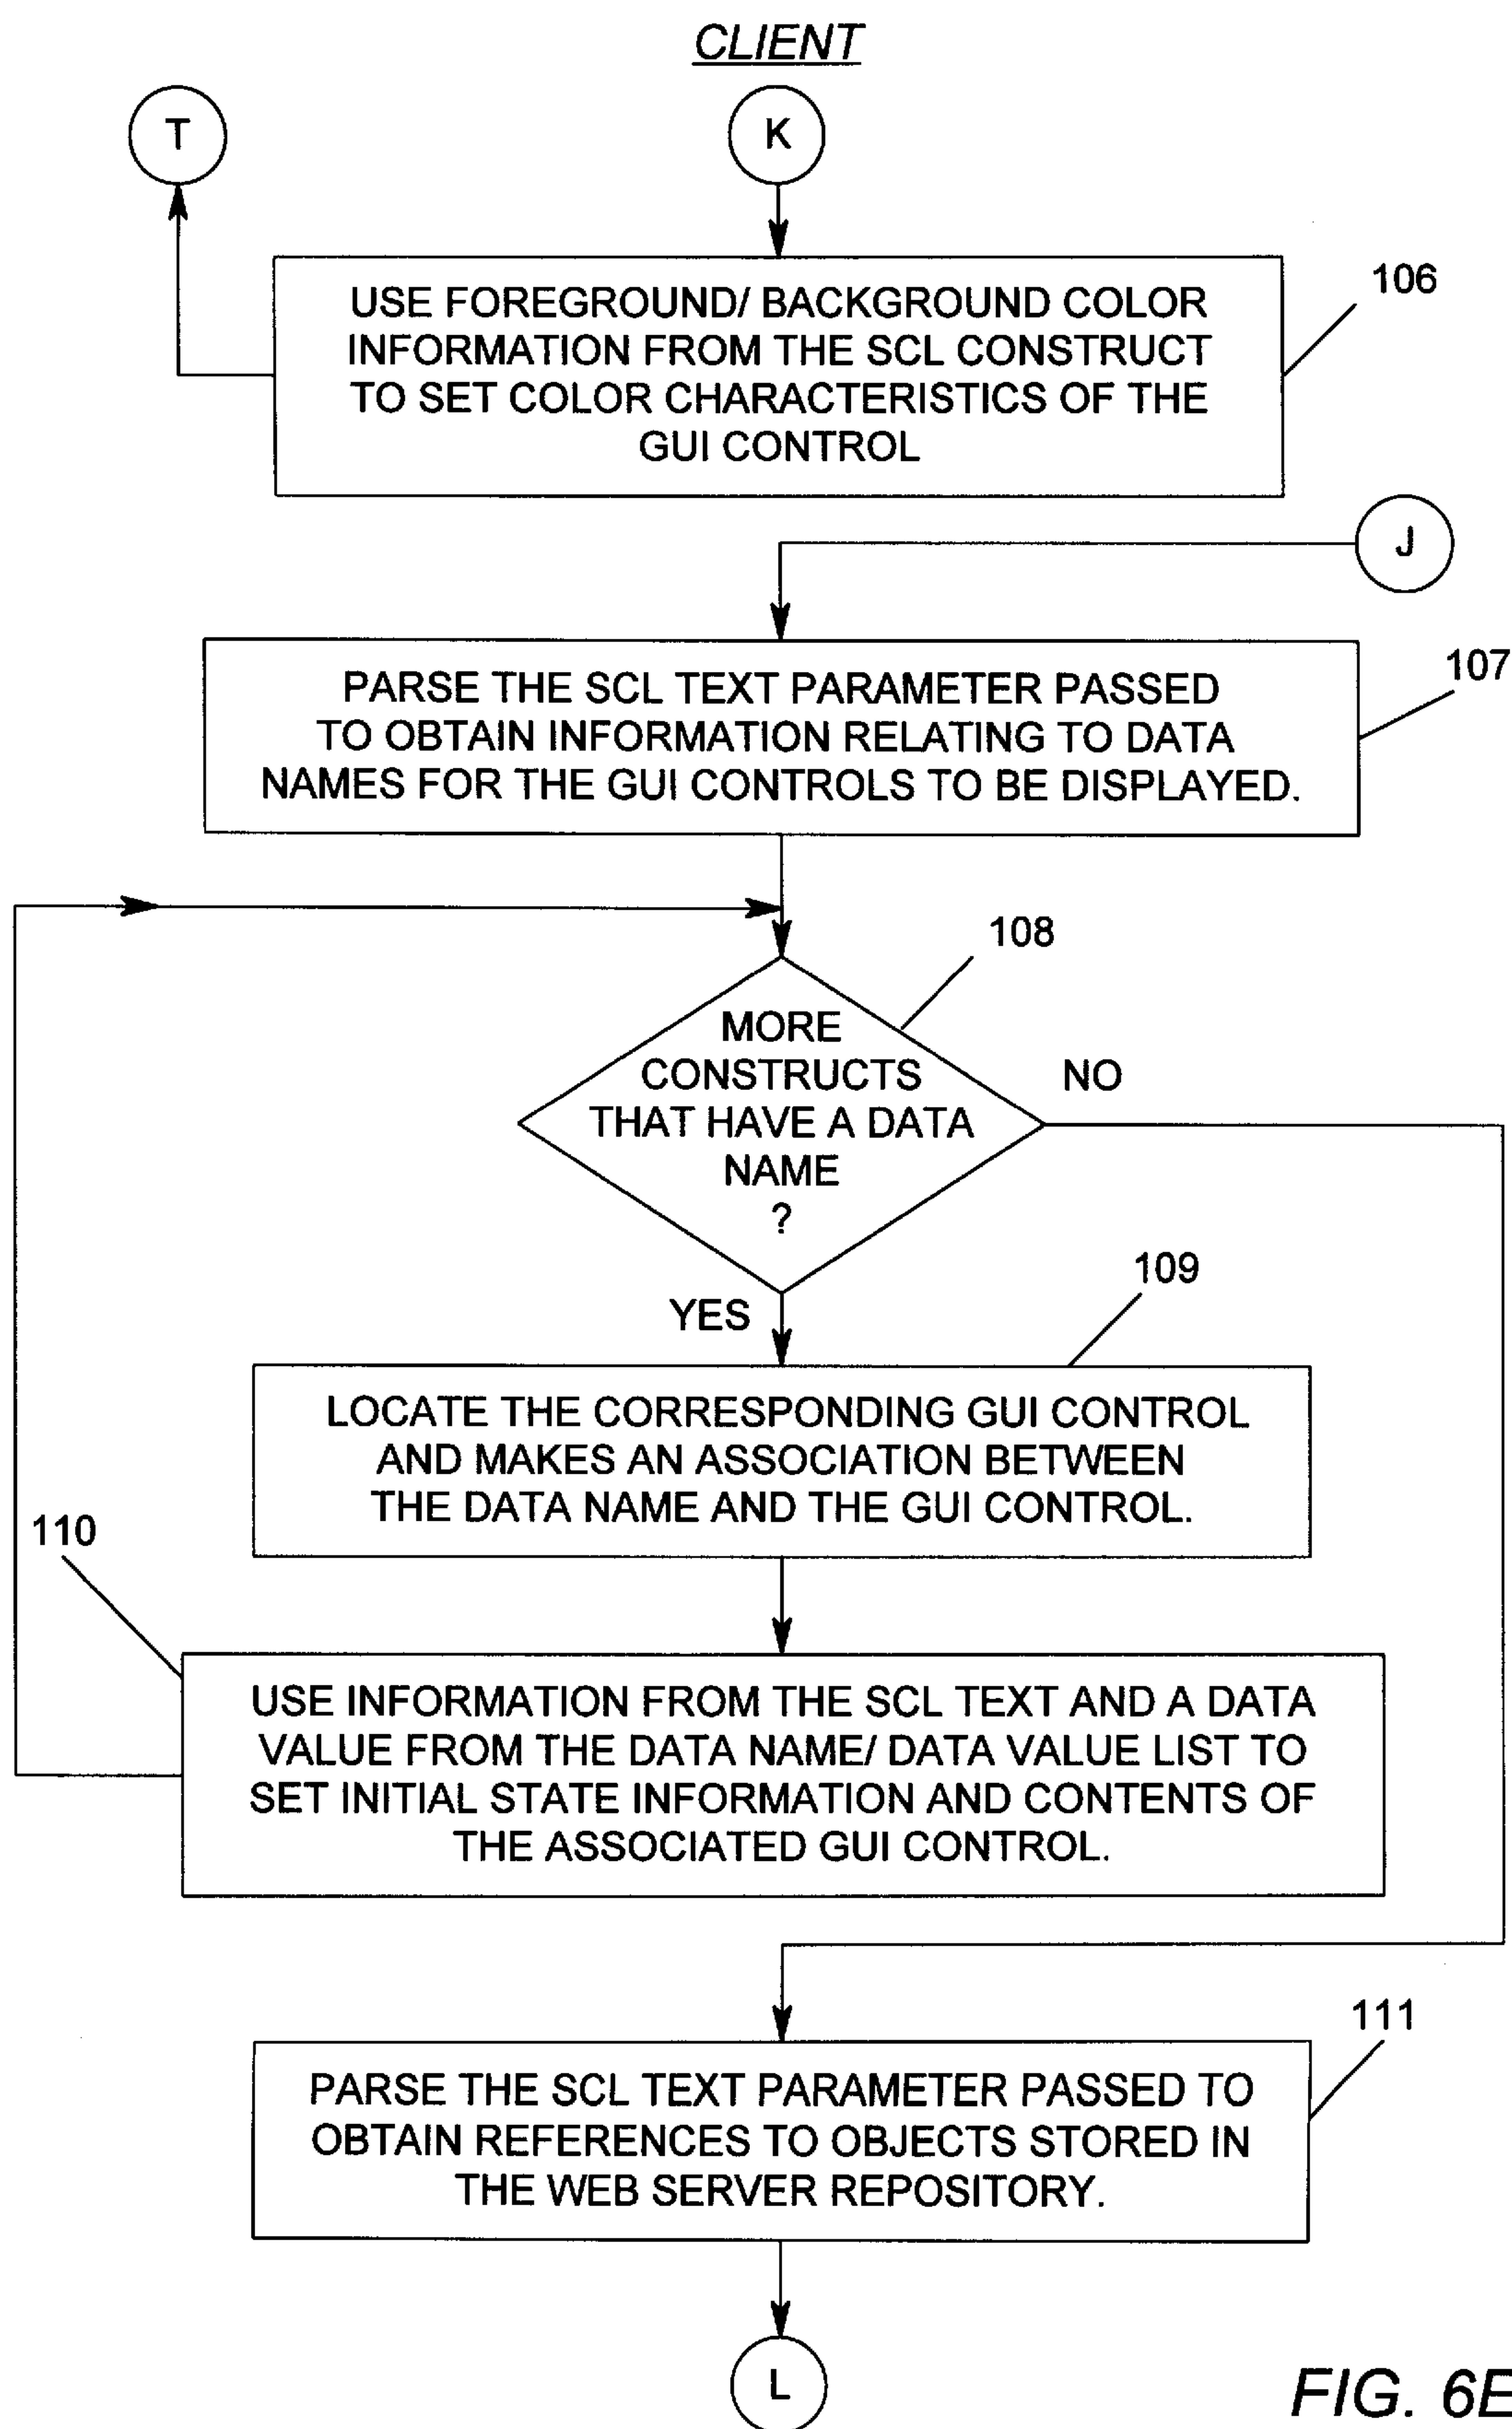 CLIENT
T
K
106
USE FOREGROUND/ BACKGROUND COLOR
INFORMATION FROM THE SCL CONSTRUCT
TO SET COLOR CHARACTERISTICS OF THE
GUI CONTROL
J
107
PARSE THE SCL TEXT PARAMETER PASSED
TO OBTAIN INFORMATION RELATING TO DATA
NAMES FOR THE GUI CONTROLS TO BE DISPLAYED.
108
MORE
CONSTRUCTS
THAT HAVE A DATA
NAME
?
NO
YES
109
LOCATE THE CORRESPONDING GUI CONTROL
AND MAKES AN ASSOCIATION BETWEEN
THE DATA NAME AND THE GUI CONTROL.
110
USE INFORMATION FROM THE SCL TEXT AND A DATA
VALUE FROM THE DATA NAME/ DATA VALUE LIST TO
SET INITIAL STATE INFORMATION AND CONTENTS OF
THE ASSOCIATED GUI CONTROL.
111
PARSE THE SCL TEXT PARAMETER PASSED TO
OBTAIN REFERENCES TO OBJECTS STORED IN
THE WEB SERVER REPOSITORY.
L
FIG. 6E